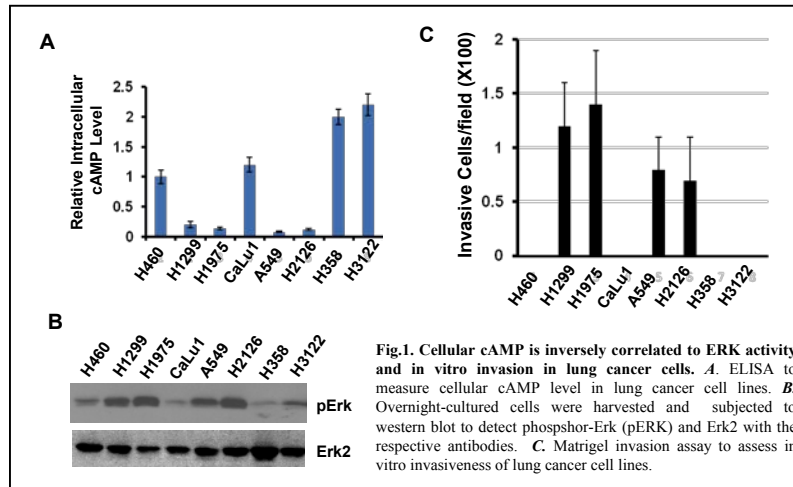 A
Relative Intracellular
cAMP Level
2.5
2
1.5
1
0.5
0
H460
H1299
H1975
CaLu1
A549
H2126
H358
H3122
C
Invasive Cells/field (X100)
2
1.5
1
0.5
0
H460
H1299
H1975
CaLu1
A549
H2126
H358
H3122
B
H460
H1299
H1975
CaLu1
A549
H2126
H358
H3122
pErk
Erk2
Fig.1. Cellular cAMP is inversely correlated to ERK activity
and in vitro invasion in lung cancer cells. A. ELISA to
measure cellular cAMP level in lung cancer cell lines. B.
Overnight-cultured cells were harvested and subjected to
western blot to detect phospshor-Erk (pERK) and Erk2 with the
respective antibodies. C. Matrigel invasion assay to assess in
vitro invasiveness of lung cancer cell lines.